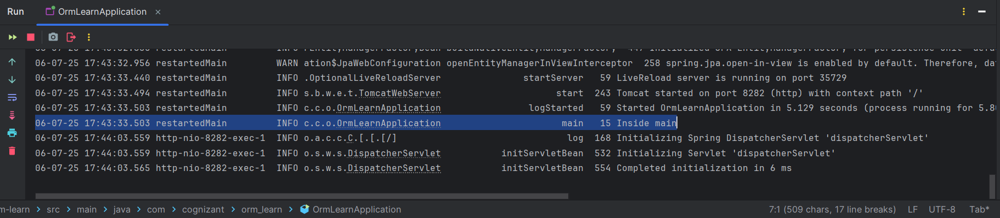 Run OrmLearnApplication ×
06-07-25 17:43:32.956 restartedMain WARN ation$JpaWebConfiguration openEntityManagerInViewInterceptor 258 spring.jpa.open-in-view is enabled by default. Therefore, dat
06-07-25 17:43:33.440 restartedMain INFO .OptionalLiveReloadServer startServer 59 LiveReload server is running on port 35729
06-07-25 17:43:33.494 restartedMain INFO s.b.w.e.t.TomcatWebServer start 243 Tomcat started on port 8282 (http) with context path '/'
06-07-25 17:43:33.503 restartedMain INFO c.c.o.OrmLearnApplication logStarted 59 Started OrmLearnApplication in 5.129 seconds (process running for 5.8
06-07-25 17:43:33.503 restartedMain INFO c.c.o.OrmLearnApplication main 15 Inside main
06-07-25 17:44:03.559 http-nio-8282-exec-1 INFO o.a.c.c.C.[.[.[/] log 168 Initializing Spring DispatcherServlet 'dispatcherServlet'
06-07-25 17:44:03.559 http-nio-8282-exec-1 INFO o.s.w.s.DispatcherServlet initServletBean 532 Initializing Servlet 'dispatcherServlet'
06-07-25 17:44:03.565 http-nio-8282-exec-1 INFO o.s.w.s.DispatcherServlet initServletBean 554 Completed initialization in 6 ms
m-learn > src > main > java > com > cognizant > orm_learn > OrmLearnApplication 7:1 (509 chars, 17 line breaks) LF UTF-8 Tab*